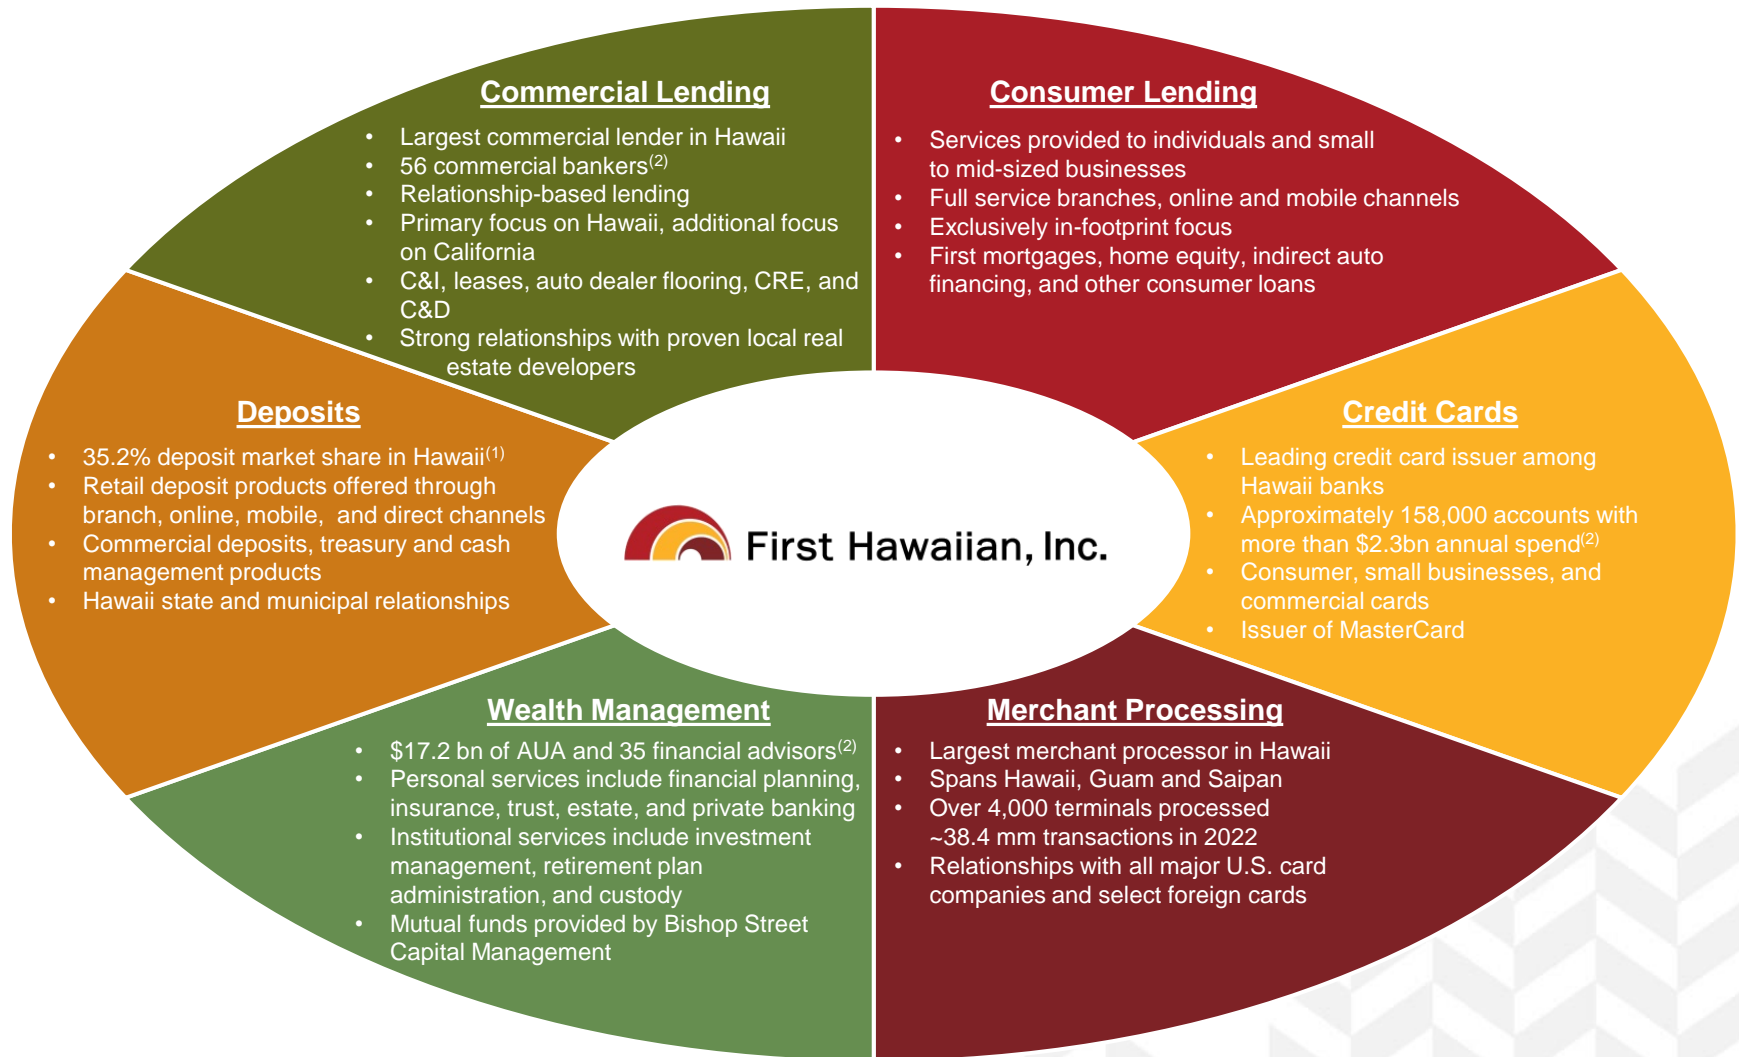 Commercial Lending
• Largest commercial lender in Hawaii
• 56 commercial bankers(2)
• Relationship-based lending
• Primary focus on Hawaii, additional focus
on California
• C&I, leases, auto dealer flooring, CRE, and
C&D
• Strong relationships with proven local real
estate developers
Consumer Lending
• Services provided to individuals and small
to mid-sized businesses
• Full service branches, online and mobile channels
• Exclusively in-footprint focus
• First mortgages, home equity, indirect auto
financing, and other consumer loans
Deposits
• 35.2% deposit market share in Hawaii(1)
• Retail deposit products offered through
branch, online, mobile, and direct channels
• Commercial deposits, treasury and cash
management products
• Hawaii state and municipal relationships
First Hawaiian, Inc.
Credit Cards
• Leading credit card issuer among
Hawaii banks
• Approximately 158,000 accounts with
more than $2.3bn annual spend(2)
• Consumer, small businesses, and
commercial cards
• Issuer of MasterCard
Wealth Management
• $17.2 bn of AUA and 35 financial advisors(2)
• Personal services include financial planning,
insurance, trust, estate, and private banking
• Institutional services include investment
management, retirement plan
administration, and custody
• Mutual funds provided by Bishop Street
Capital Management
Merchant Processing
• Largest merchant processor in Hawaii
• Spans Hawaii, Guam and Saipan
• Over 4,000 terminals processed
~38.4 mm transactions in 2022
• Relationships with all major U.S. card
companies and select foreign cards